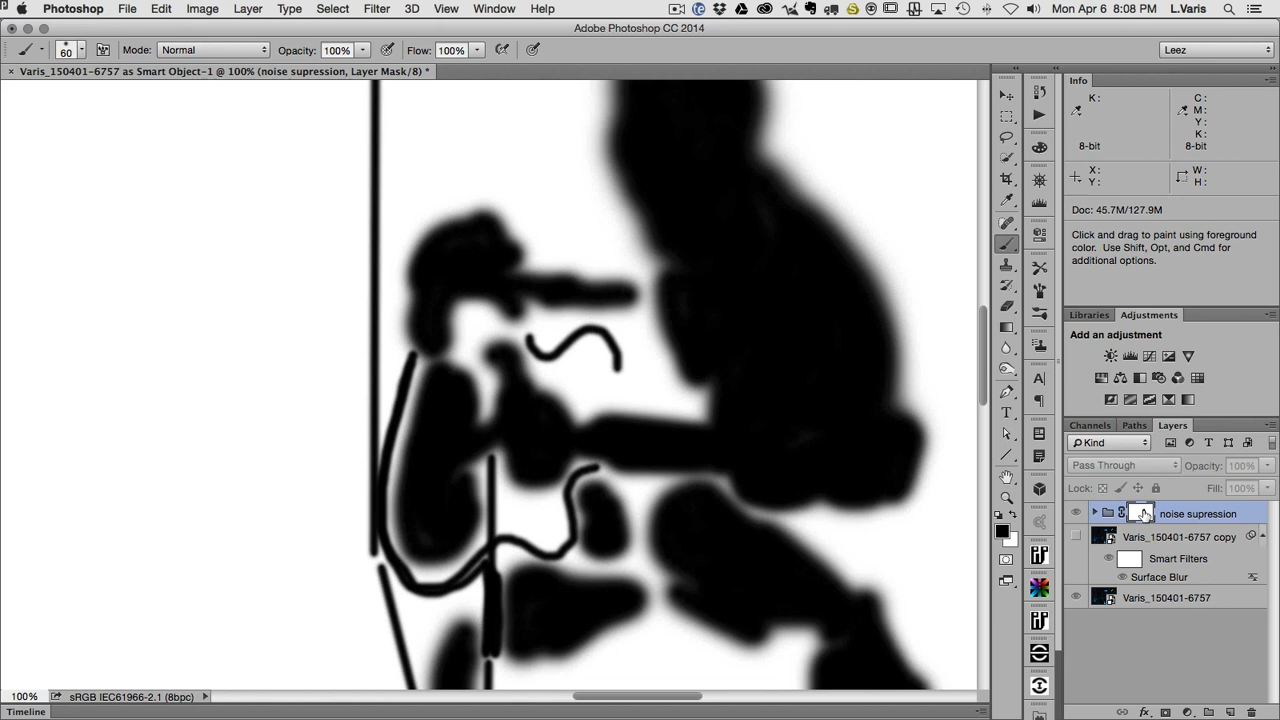 Photoshop File Edit Image Layer Type Select Filter 3D View Window Help Mon Apr 6 8:08 PM L.Varis
Adobe Photoshop CC 2014
60 Mode: Normal Opacity: 100% Flow: 100% Leez
× Varis_150401-6757 as Smart Object-1 @ 100% (noise supression, Layer Mask/8) *
Info
K: C:
M:
Y:
K:
8-bit 8-bit
X: W:
Y: H:
Doc: 45.7M/127.9M
Click and drag to paint using foreground
color. Use Shift, Opt, and Cmd for
additional options.
Libraries Adjustments
Add an adjustment
Channels Paths Layers
Kind
Pass Through Opacity: 100%
Lock: Fill: 100%
noise supression
Varis_150401-6757 copy
Smart Filters
Surface Blur
Varis_150401-6757
100% sRGB IEC61966-2.1 (8bpc)
Timeline